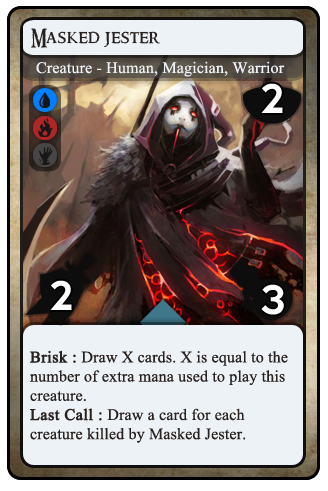 Masked jester
Creature - Human, Magician, Warrior
2
2
3
Brisk : Draw X cards. X is equal to the
number of extra mana used to play this
creature.
Last Call : Draw a card for each
creature killed by Masked Jester.